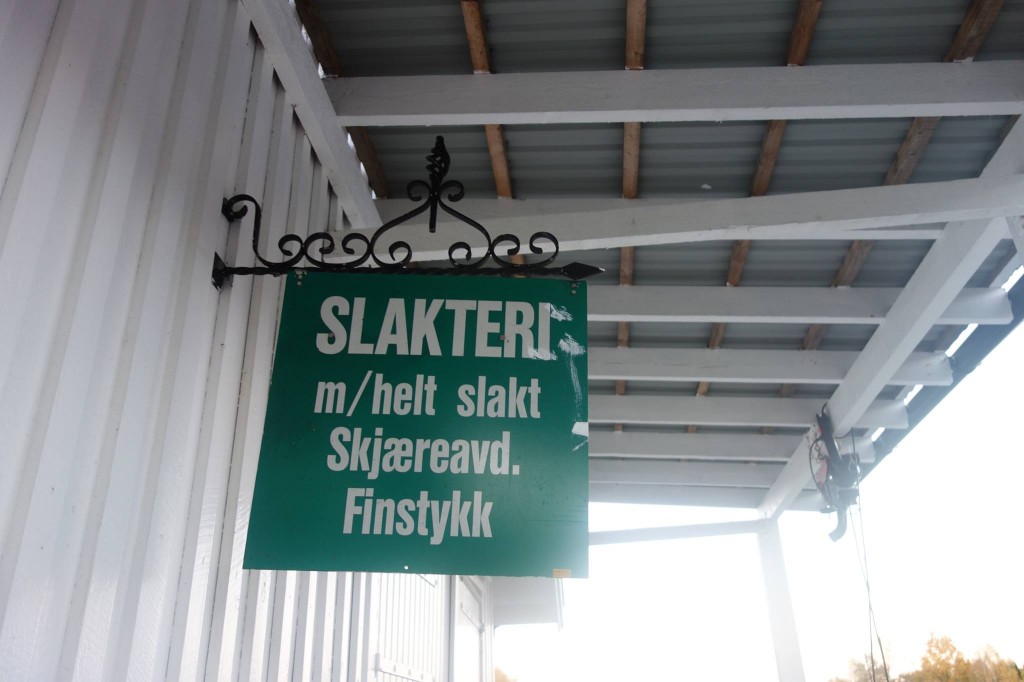 SLAKTERI
m/helt slakt
Skjæreavd.
Finstykk